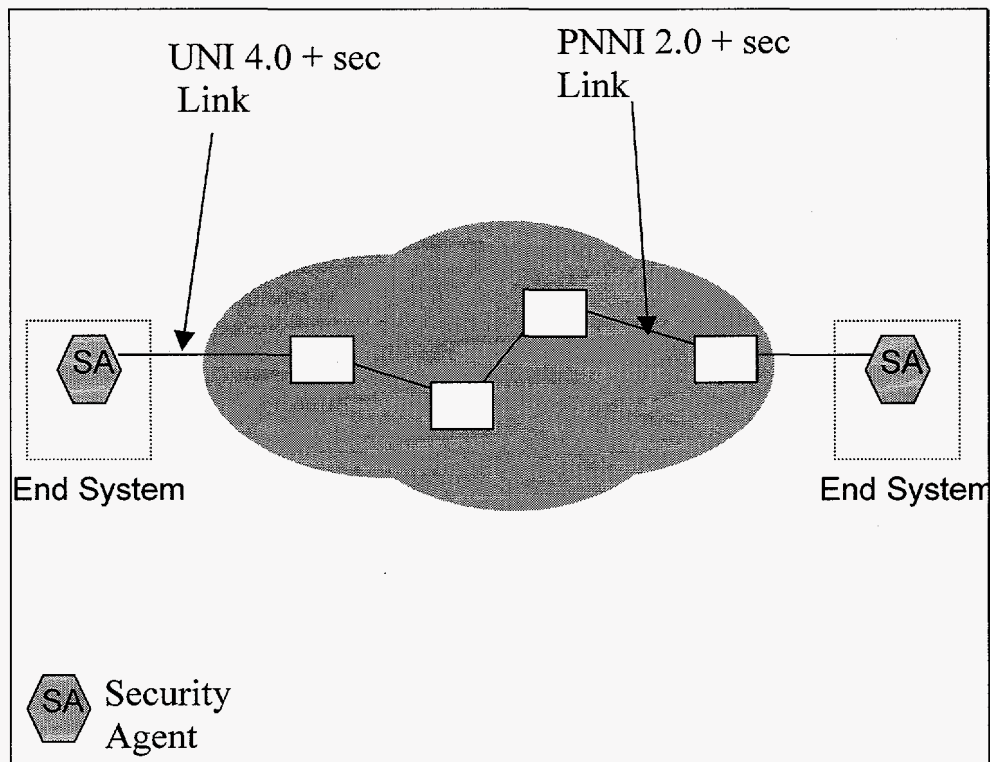 UNI 4.0 + sec
Link
PNNI 2.0 + sec
Link
SA
SA
End System
End System
SA
Security
Agent